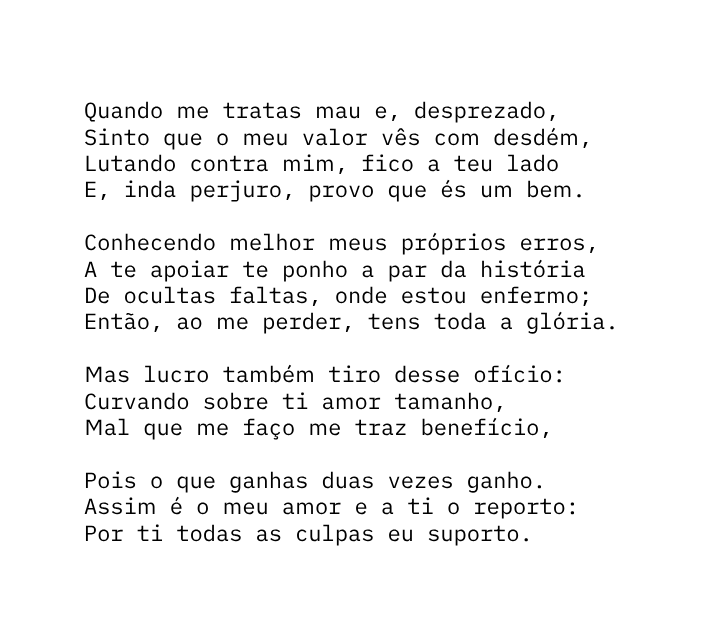 Quando me tratas mau e, desprezado,
Sinto que o meu valor vês com desdém,
Lutando contra mim, fico a teu lado
E, inda perjuro, provo que és um bem.

Conhecendo melhor meus próprios erros,
A te apoiar te ponho a par da história
De ocultas faltas, onde estou enfermo;
Então, ao me perder, tens toda a glória.

Mas lucro também tiro desse ofício:
Curvando sobre ti amor tamanho,
Mal que me faço me traz benefício,

Pois o que ganhas duas vezes ganho.
Assim é o meu amor e a ti o reporto:
Por ti todas as culpas eu suporto.